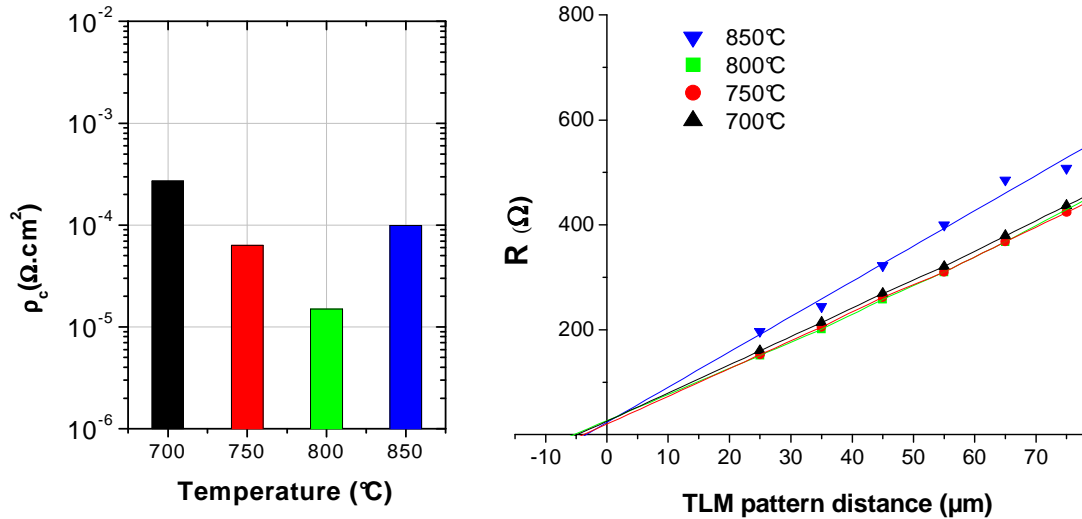 10⁻²
10⁻³
10⁻⁴
10⁻⁵
10⁻⁶
ρc(Ω.cm²)
700 750 800 850
Temperature (°C)
800
600
400
200
R (Ω)
850°C
800°C
750°C
700°C
-10 0 10 20 30 40 50 60 70
TLM pattern distance (µm)